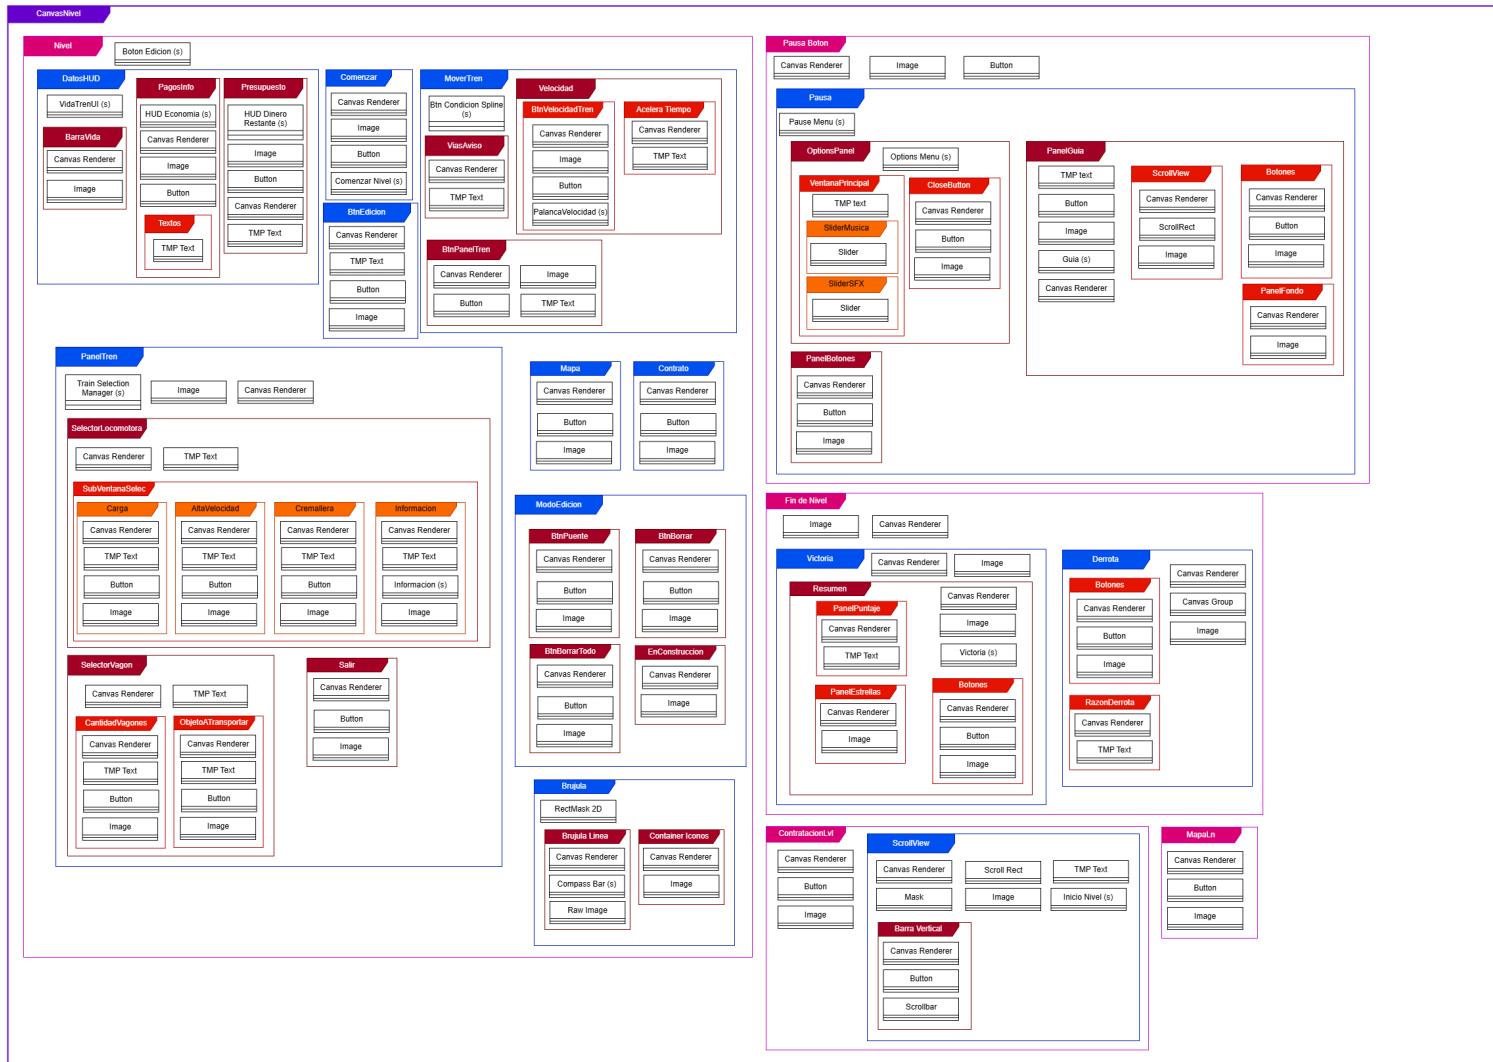 CanvasNivel
Nivel
Boton Edicion (s)
DatosHUD
VidaTrenUI (s)
BarraVida
Canvas Renderer
Image
PagosInfo
HUD Economia (s)
Canvas Renderer
Image
Button
Textos
TMP Text
Presupuesto
HUD Dinero
Restante (s)
Image
Button
Canvas Renderer
TMP Text
Comenzar
Canvas Renderer
Image
Button
Comenzar Nivel (s)
BtnEdicion
Canvas Renderer
TMP Text
Button
Image
MoverTren
Btn Condicion Spline
(s)
ViasAviso
Canvas Renderer
TMP Text
Velocidad
BtnVelocidadTren
Canvas Renderer
Image
Button
PalancaVelocidad (s)
Acelera Tiempo
Canvas Renderer
TMP Text
BtnPanelTren
Canvas Renderer
Image
Button
TMP Text
PanelTren
Train Selection
Manager (s)
Image
Canvas Renderer
SelectorLocomotora
Canvas Renderer
TMP Text
SubVentanaSelec
Carga
Canvas Renderer
TMP Text
Button
Image
AltaVelocidad
Canvas Renderer
TMP Text
Button
Image
Cremallera
Canvas Renderer
TMP Text
Button
Image
Informacion
Canvas Renderer
TMP Text
Informacion (s)
Image
SelectorVagon
Canvas Renderer
TMP Text
CantidadVagones
Canvas Renderer
TMP Text
Button
Image
ObjetoATransportar
Canvas Renderer
TMP Text
Button
Image
Salir
Canvas Renderer
Button
Image
Mapa
Canvas Renderer
Button
Image
Contrato
Canvas Renderer
Button
Image
ModoEdicion
BtnPuente
Canvas Renderer
Button
Image
BtnBorrar
Canvas Renderer
Button
Image
BtnBorrarTodo
Canvas Renderer
Button
Image
EnConstruccion
Canvas Renderer
Image
Brujula
RectMask 2D
Brujula Linea
Canvas Renderer
Compass Bar (s)
Raw Image
Container Iconos
Canvas Renderer
Image
Pausa Boton
Canvas Renderer
Image
Button
Pausa
Pause Menu (s)
OptionsPanel
Options Menu (s)
VentanaPrincipal
TMP text
SliderMusica
Slider
SliderSFX
Slider
CloseButton
Canvas Renderer
Button
Image
PanelBotones
Canvas Renderer
Button
Image
PanelGuia
TMP text
Button
Image
Guia (s)
Canvas Renderer
ScrollView
Canvas Renderer
ScrollRect
Image
Botones
Canvas Renderer
Button
Image
PanelFondo
Canvas Renderer
Image
Fin de Nivel
Image
Canvas Renderer
Victoria
Canvas Renderer
Image
Resumen
PanelPuntaje
Canvas Renderer
TMP Text
Canvas Renderer
Image
Victoria (s)
PanelEstrellas
Canvas Renderer
Image
Botones
Canvas Renderer
Button
Image
Derrota
Botones
Canvas Renderer
Button
Image
Canvas Renderer
Canvas Group
Image
RazonDerrota
Canvas Renderer
TMP Text
ContratacionLvl
Canvas Renderer
Button
Image
ScrollView
Canvas Renderer
Scroll Rect
TMP Text
Mask
Image
Inicio Nivel (s)
Barra Vertical
Canvas Renderer
Button
Scrollbar
MapaLn
Canvas Renderer
Button
Image